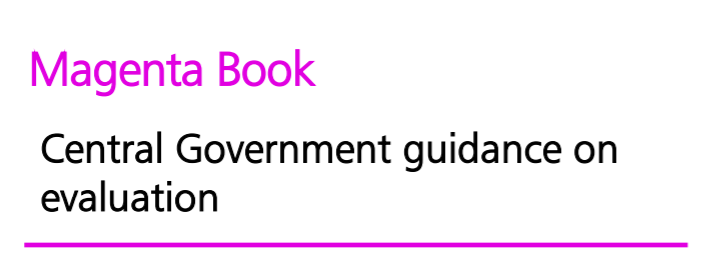 Magenta Book
Central Government guidance on
evaluation